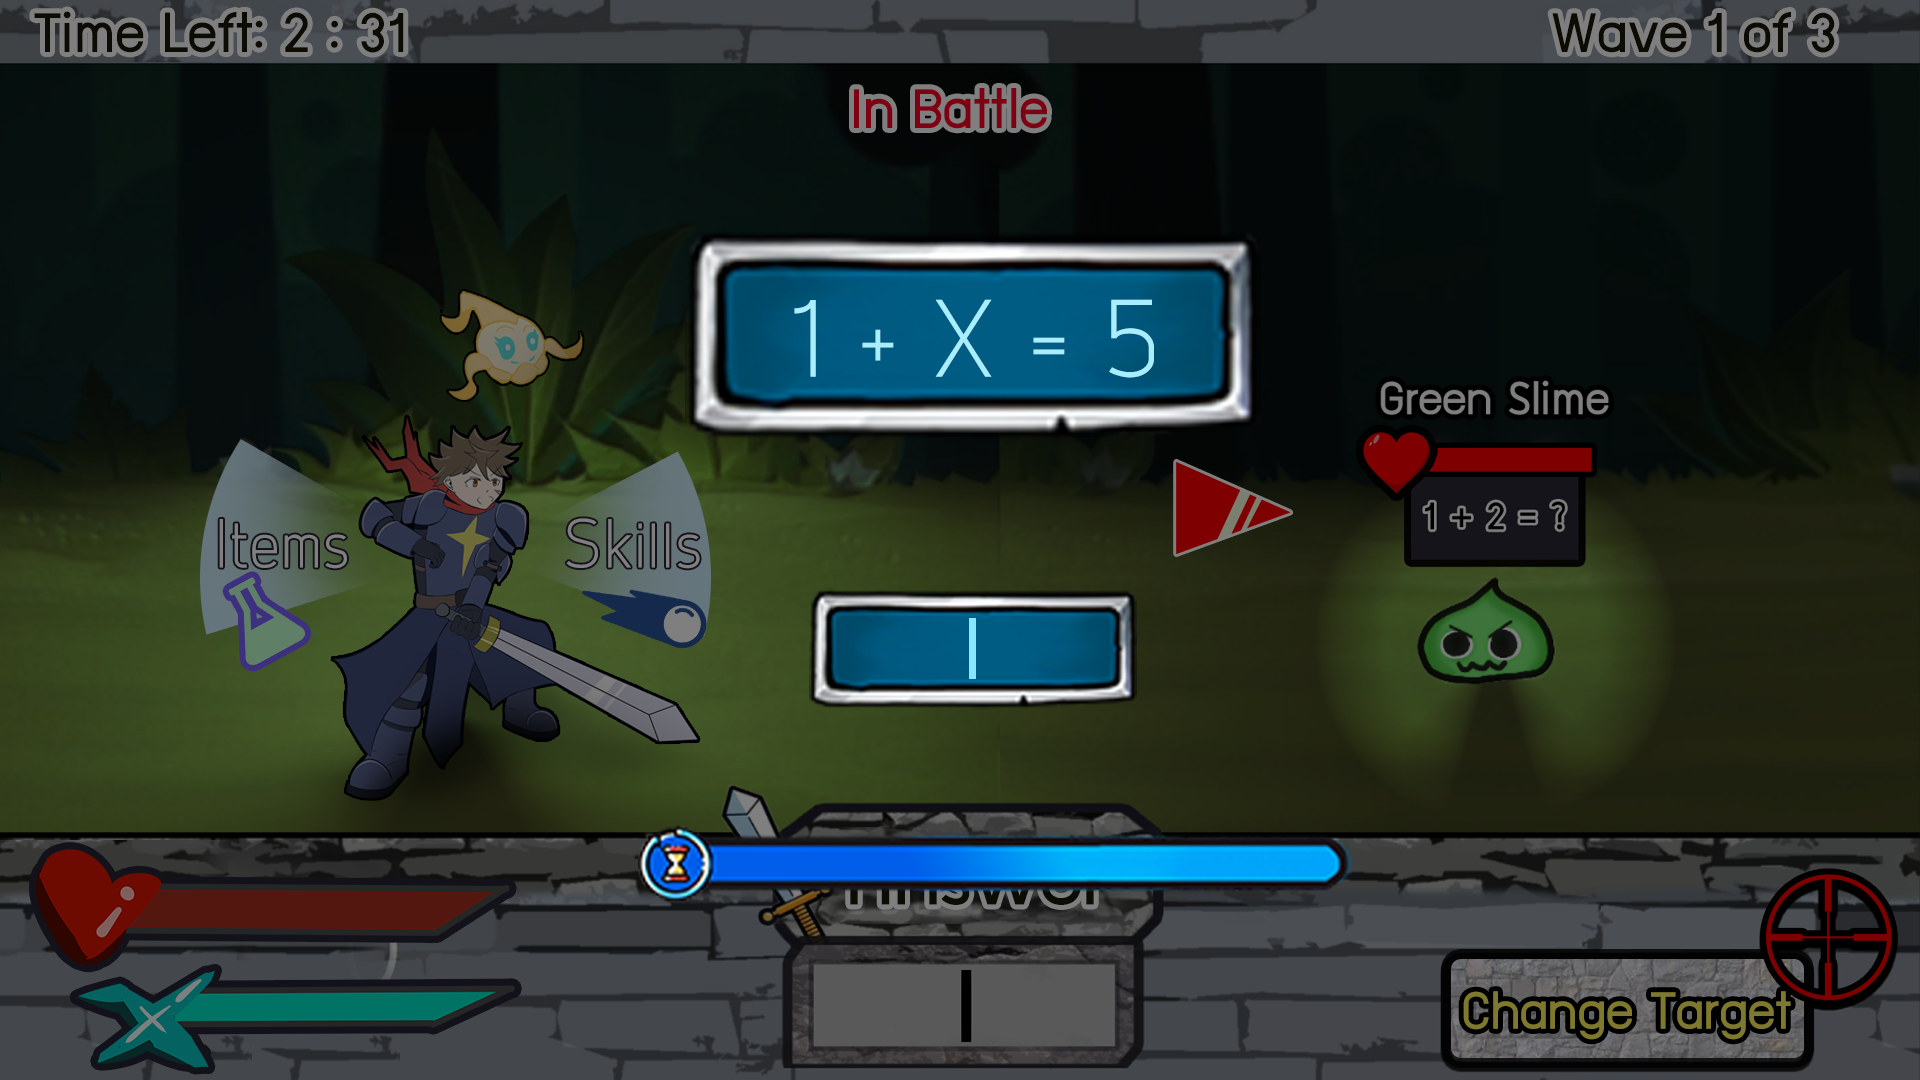 Time Left: 2 : 31
Wave 1 of 3
In Battle
1 + X = 5
Green Slime
1 + 2 = ?
Items
Skills
Answer
Change Target